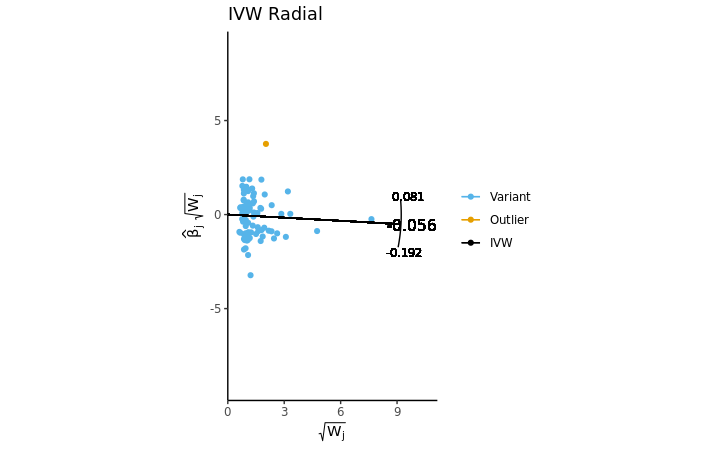 IVW Radial
β̂j √Wj
5
0
-5
0.081
-0.056
-0.192
0 3 6 9
√Wj
Variant
Outlier
IVW